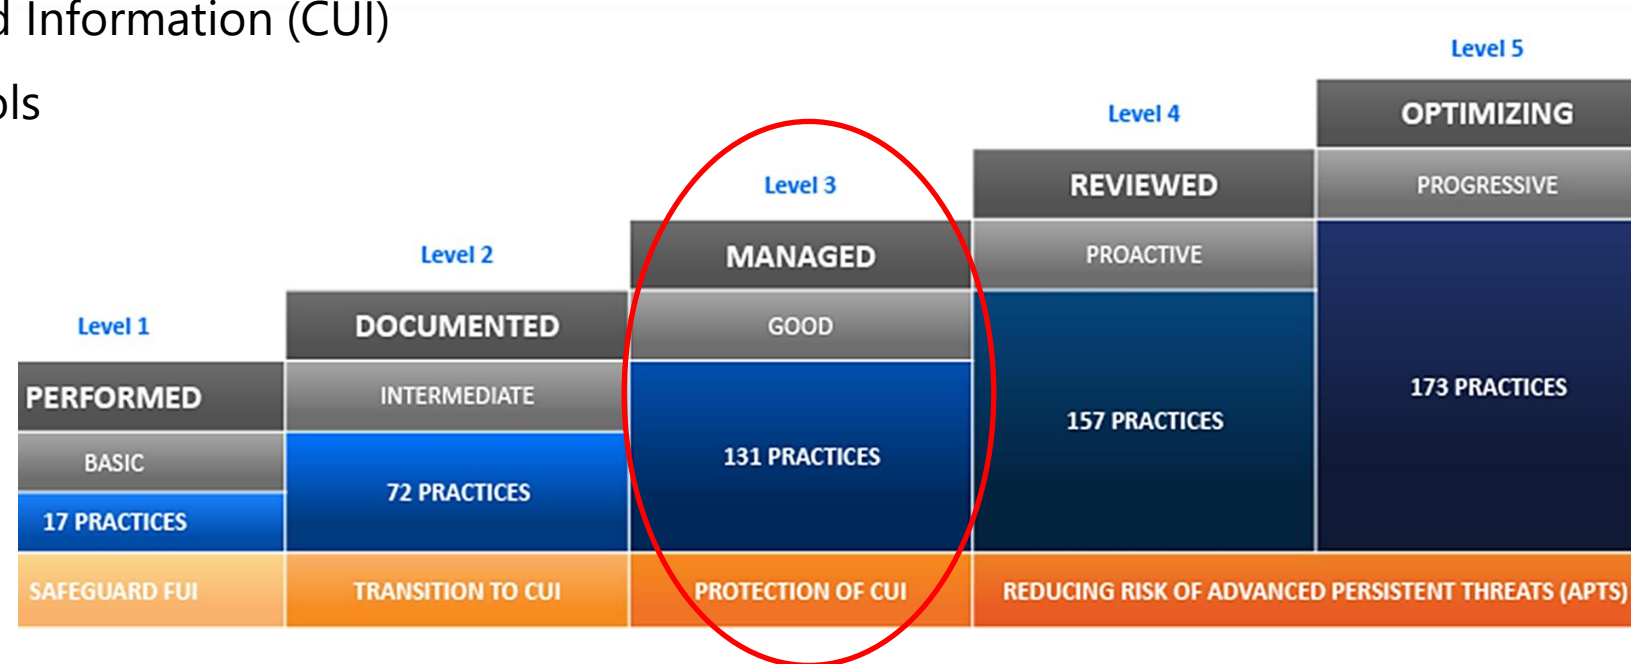 d Information (CUI)
ols
Level 1
PERFORMED
BASIC
17 PRACTICES
SAFEGUARD FUI
Level 2
DOCUMENTED
INTERMEDIATE
72 PRACTICES
TRANSITION TO CUI
Level 3
MANAGED
GOOD
131 PRACTICES
PROTECTION OF CUI
Level 4
REVIEWED
PROACTIVE
157 PRACTICES
Level 5
OPTIMIZING
PROGRESSIVE
173 PRACTICES
REDUCING RISK OF ADVANCED PERSISTENT THREATS (APTS)